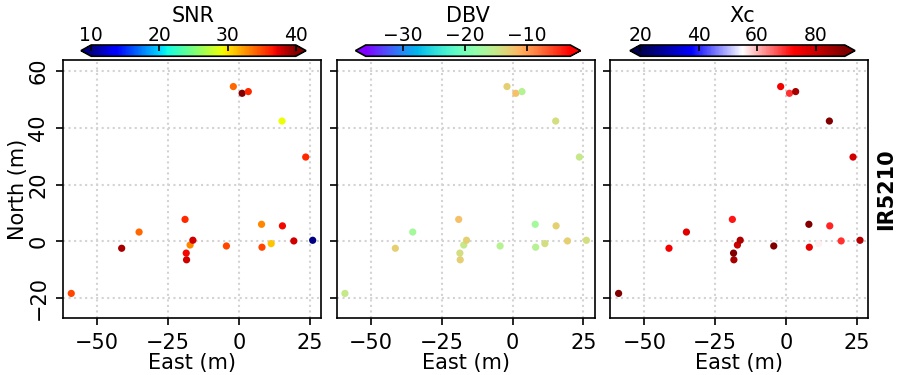 SNR
DBV
Xc
10 20 30 40
−30 −20 −10
20 40 60 80
60
40
20
0
−20
North (m)
−50 −25 0 25
−50 −25 0 25
−50 −25 0 25
East (m)
East (m)
East (m)
IR5210